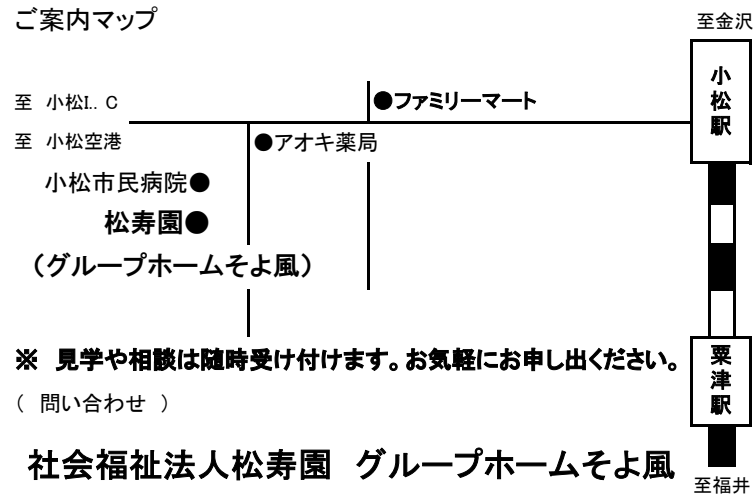 ご案内マップ
至金沢
小松駅
至 小松I.. C
●ファミリーマート
至 小松空港
●アオキ薬局
小松市民病院●
松寿園●
（グループホームそよ風）
※ 見学や相談は随時受け付けます。お気軽にお申し出ください。
粟津駅
（ 問い合わせ ）
社会福祉法人松寿園 グループホームそよ風
至福井